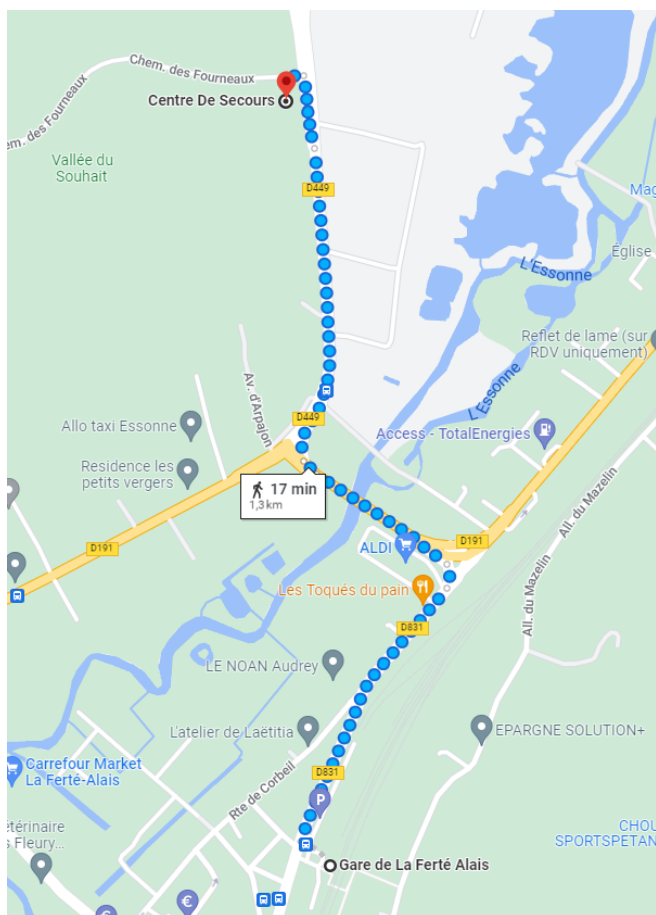 Chem. des Fourneaux
Centre De Secours
Chem. des Fourneaux
Vallée du
Souhait
D449
Mag
Église
L'Essonne
Reflet de lame (sur
RDV uniquement)
L'Essonne
Av. d'Arpajon
D449
Allo taxi Essonne
Access - TotalEnergies
Residence les
petits vergers
17 min
1,3 km
All. du Mazelin
D191
D191
ALDI
Les Toqués du pain
All. du Mazelin
D831
LE NOAN Audrey
L'atelier de Laëtitia
EPARGNE SOLUTION+
Carrefour Market
La Ferté-Alais
D831
Rte de Corbeil
P
étérinaire
s Fleury...
CHOU
SPORTSPETAN
Gare de La Ferté Alais
€
€